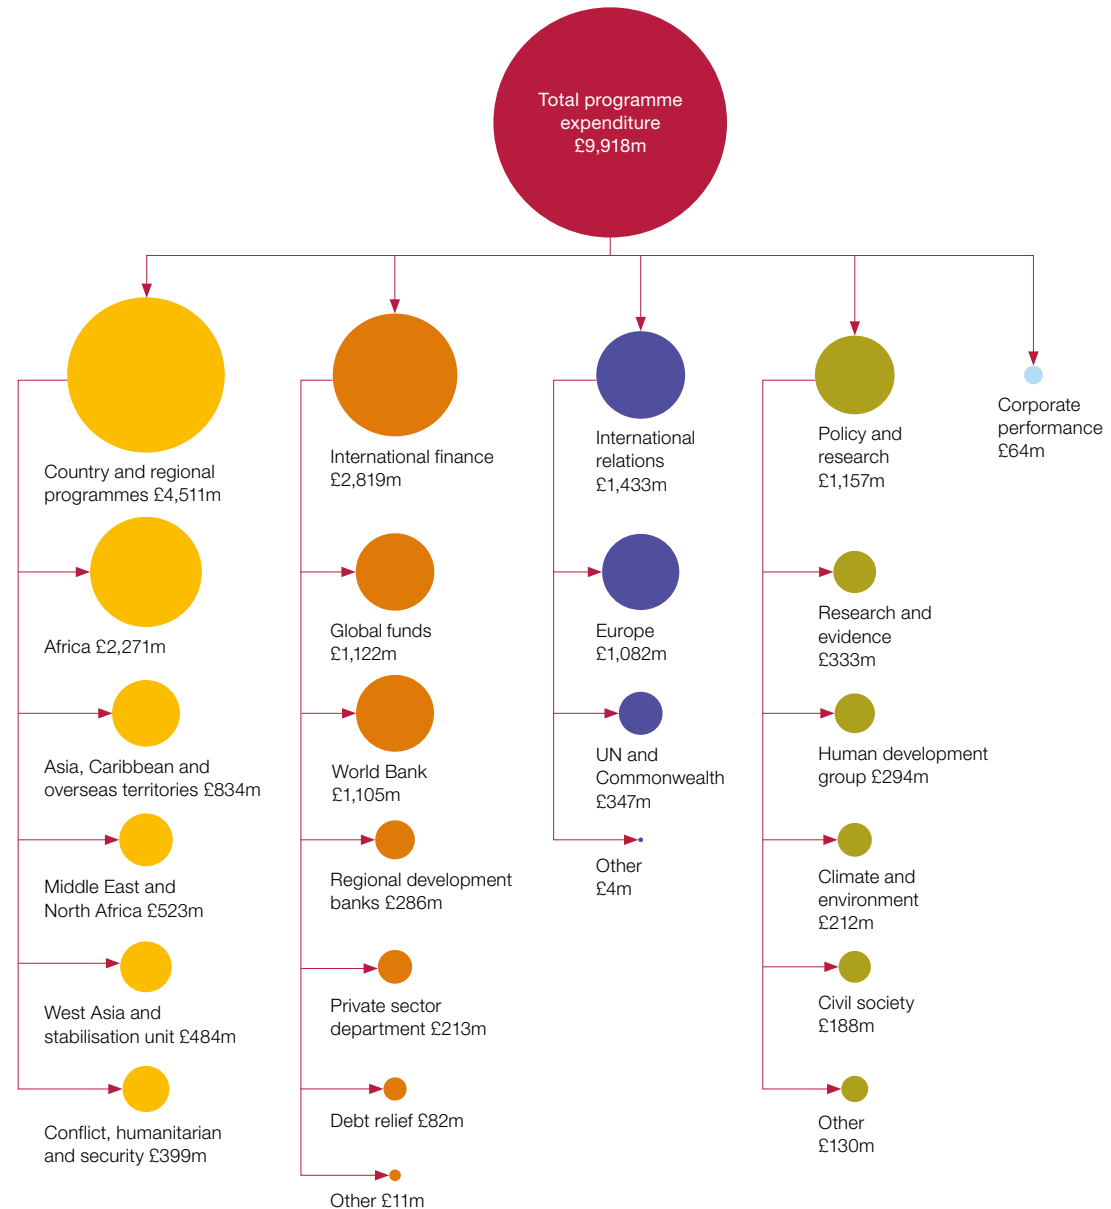 Total programme
expenditure
£9,918m
Country and regional
programmes £4,511m
Africa £2,271m
Asia, Caribbean and
overseas territories £834m
Middle East and
North Africa £523m
West Asia and
stabilisation unit £484m
Conflict, humanitarian
and security £399m
International finance
£2,819m
Global funds
£1,122m
World Bank
£1,105m
Regional development
banks £286m
Private sector
department £213m
Debt relief £82m
Other £11m
International
relations
£1,433m
Europe
£1,082m
UN and
Commonwealth
£347m
Other
£4m
Policy and
research
£1,157m
Research and
evidence
£333m
Human development
group £294m
Climate and
environment
£212m
Civil society
£188m
Other
£130m
Corporate
performance
£64m